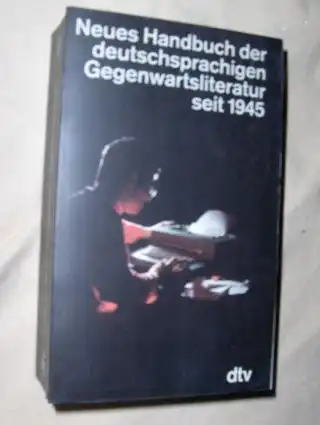 Neues Handbuch der
deutschsprachigen
Gegenwartsliteratur
seit 1945
dtv